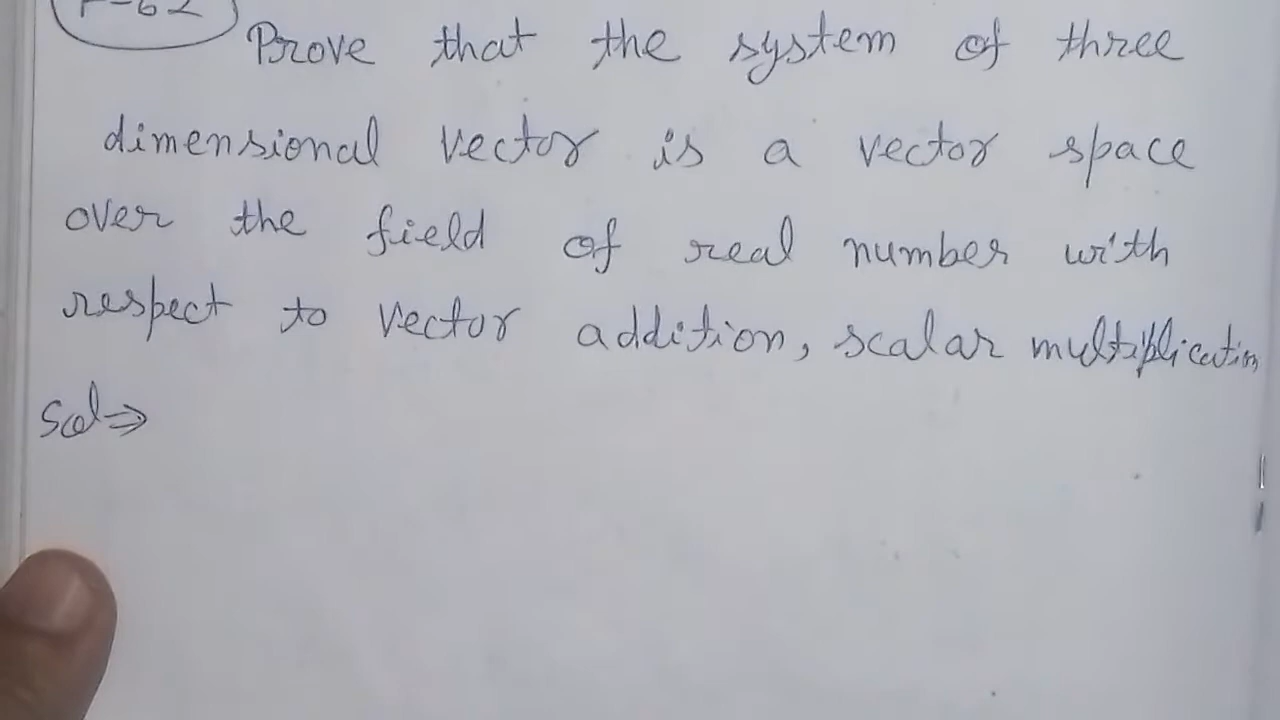 Prove that the system of three
dimensional vector is a vector space
over the field of real number with
respect to vector addition, scalar multiplication
Sol⇒